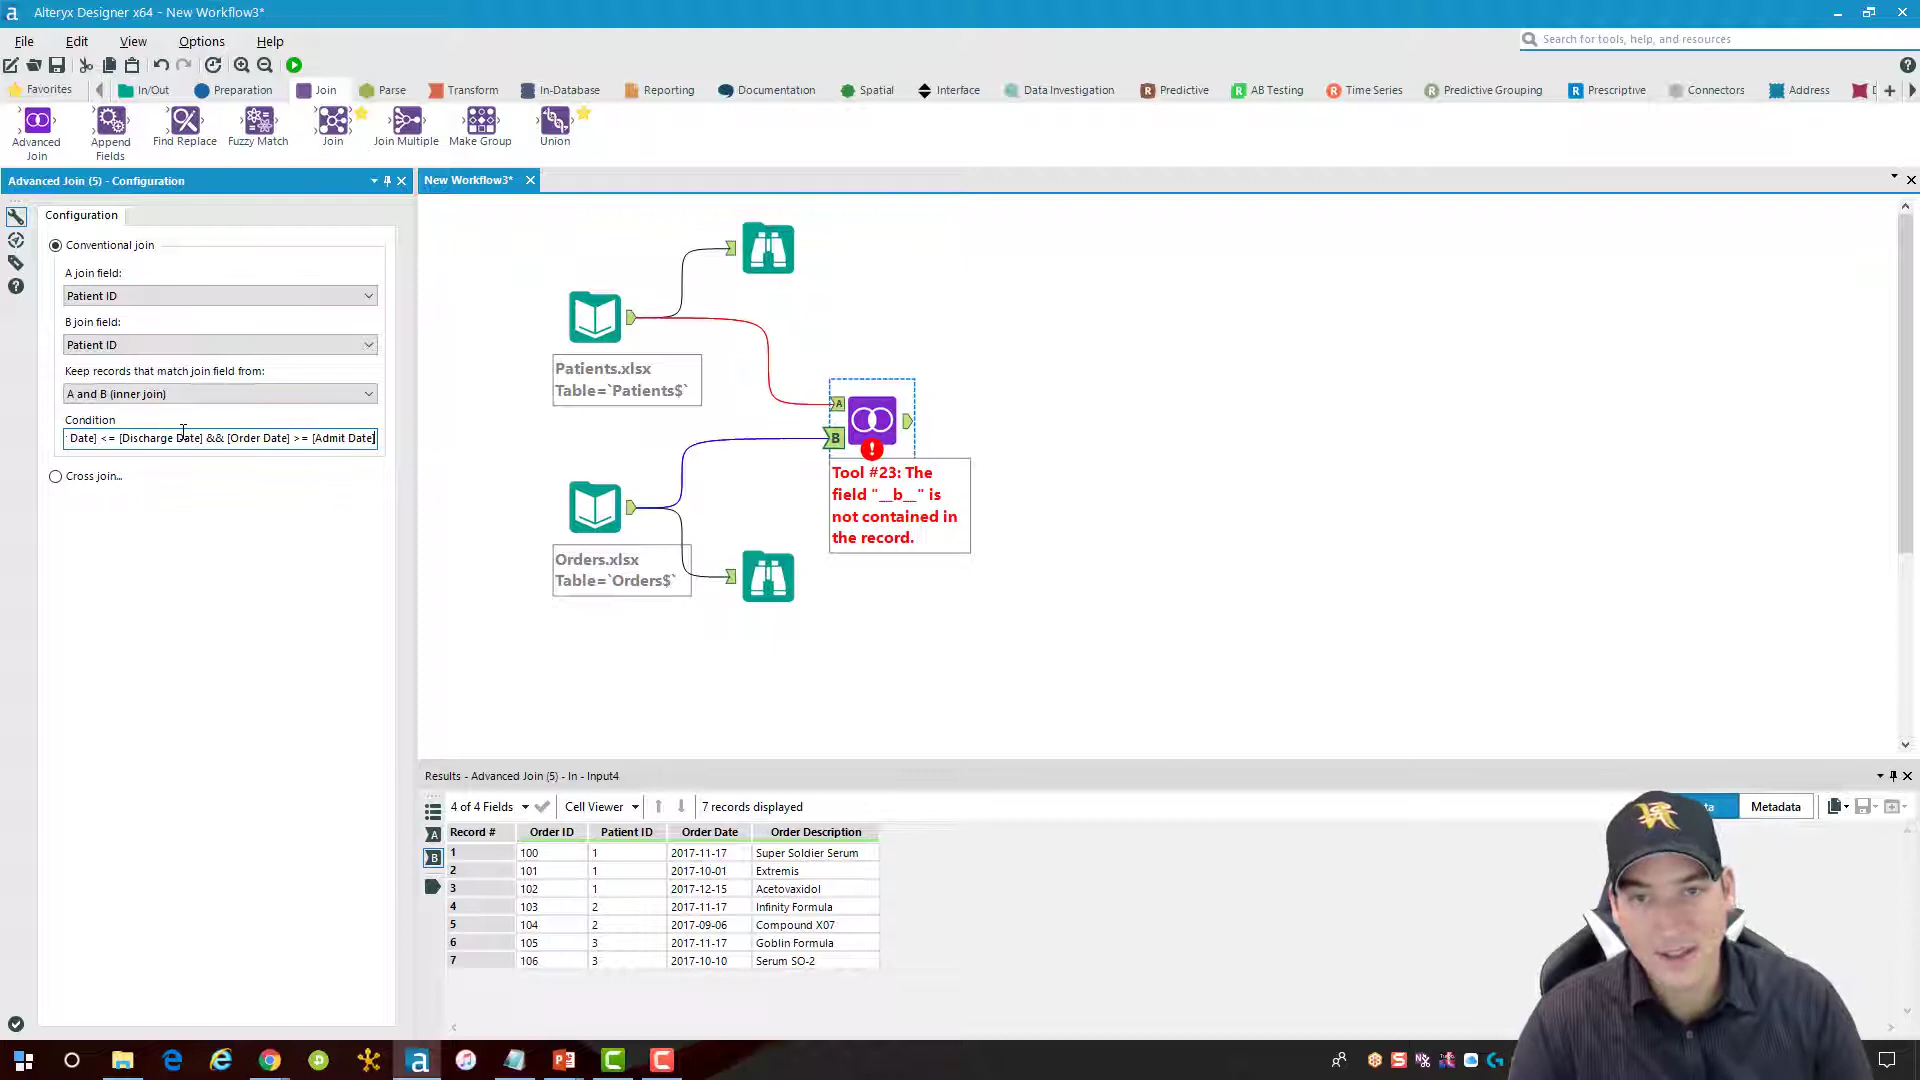 Alteryx Designer x64 - New Workflow3*
File Edit View Options Help
Search for tools, help, and resources
Favorites In/Out Preparation Join Parse Transform In-Database Reporting Documentation Spatial Interface Data Investigation Predictive AB Testing Time Series Predictive Grouping Prescriptive Connectors Address
Advanced Join
Append Fields
Find Replace
Fuzzy Match
Join
Join Multiple
Make Group
Union
Advanced Join (5) - Configuration
New Workflow3*
Configuration
Conventional join
A join field:
Patient ID
B join field:
Patient ID
Keep records that match join field from:
A and B (inner join)
Condition
Date] <= [Discharge Date] && [Order Date] >= [Admit Date]
Cross join...
Patients.xlsx
Table=`Patients$`
A
B
Orders.xlsx
Table=`Orders$`
Tool #23: The
field "__b__" is
not contained in
the record.
Results - Advanced Join (5) - In - Input4
4 of 4 Fields Cell Viewer 7 records displayed Metadata
A
B
Record # Order ID Patient ID Order Date Order Description
1 100 1 2017-11-17 Super Soldier Serum
2 101 1 2017-10-01 Extremis
3 102 1 2017-12-15 Acetovaxidol
4 103 2 2017-11-17 Infinity Formula
5 104 2 2017-09-06 Compound X07
6 105 3 2017-11-17 Goblin Formula
7 106 3 2017-10-10 Serum SO-2